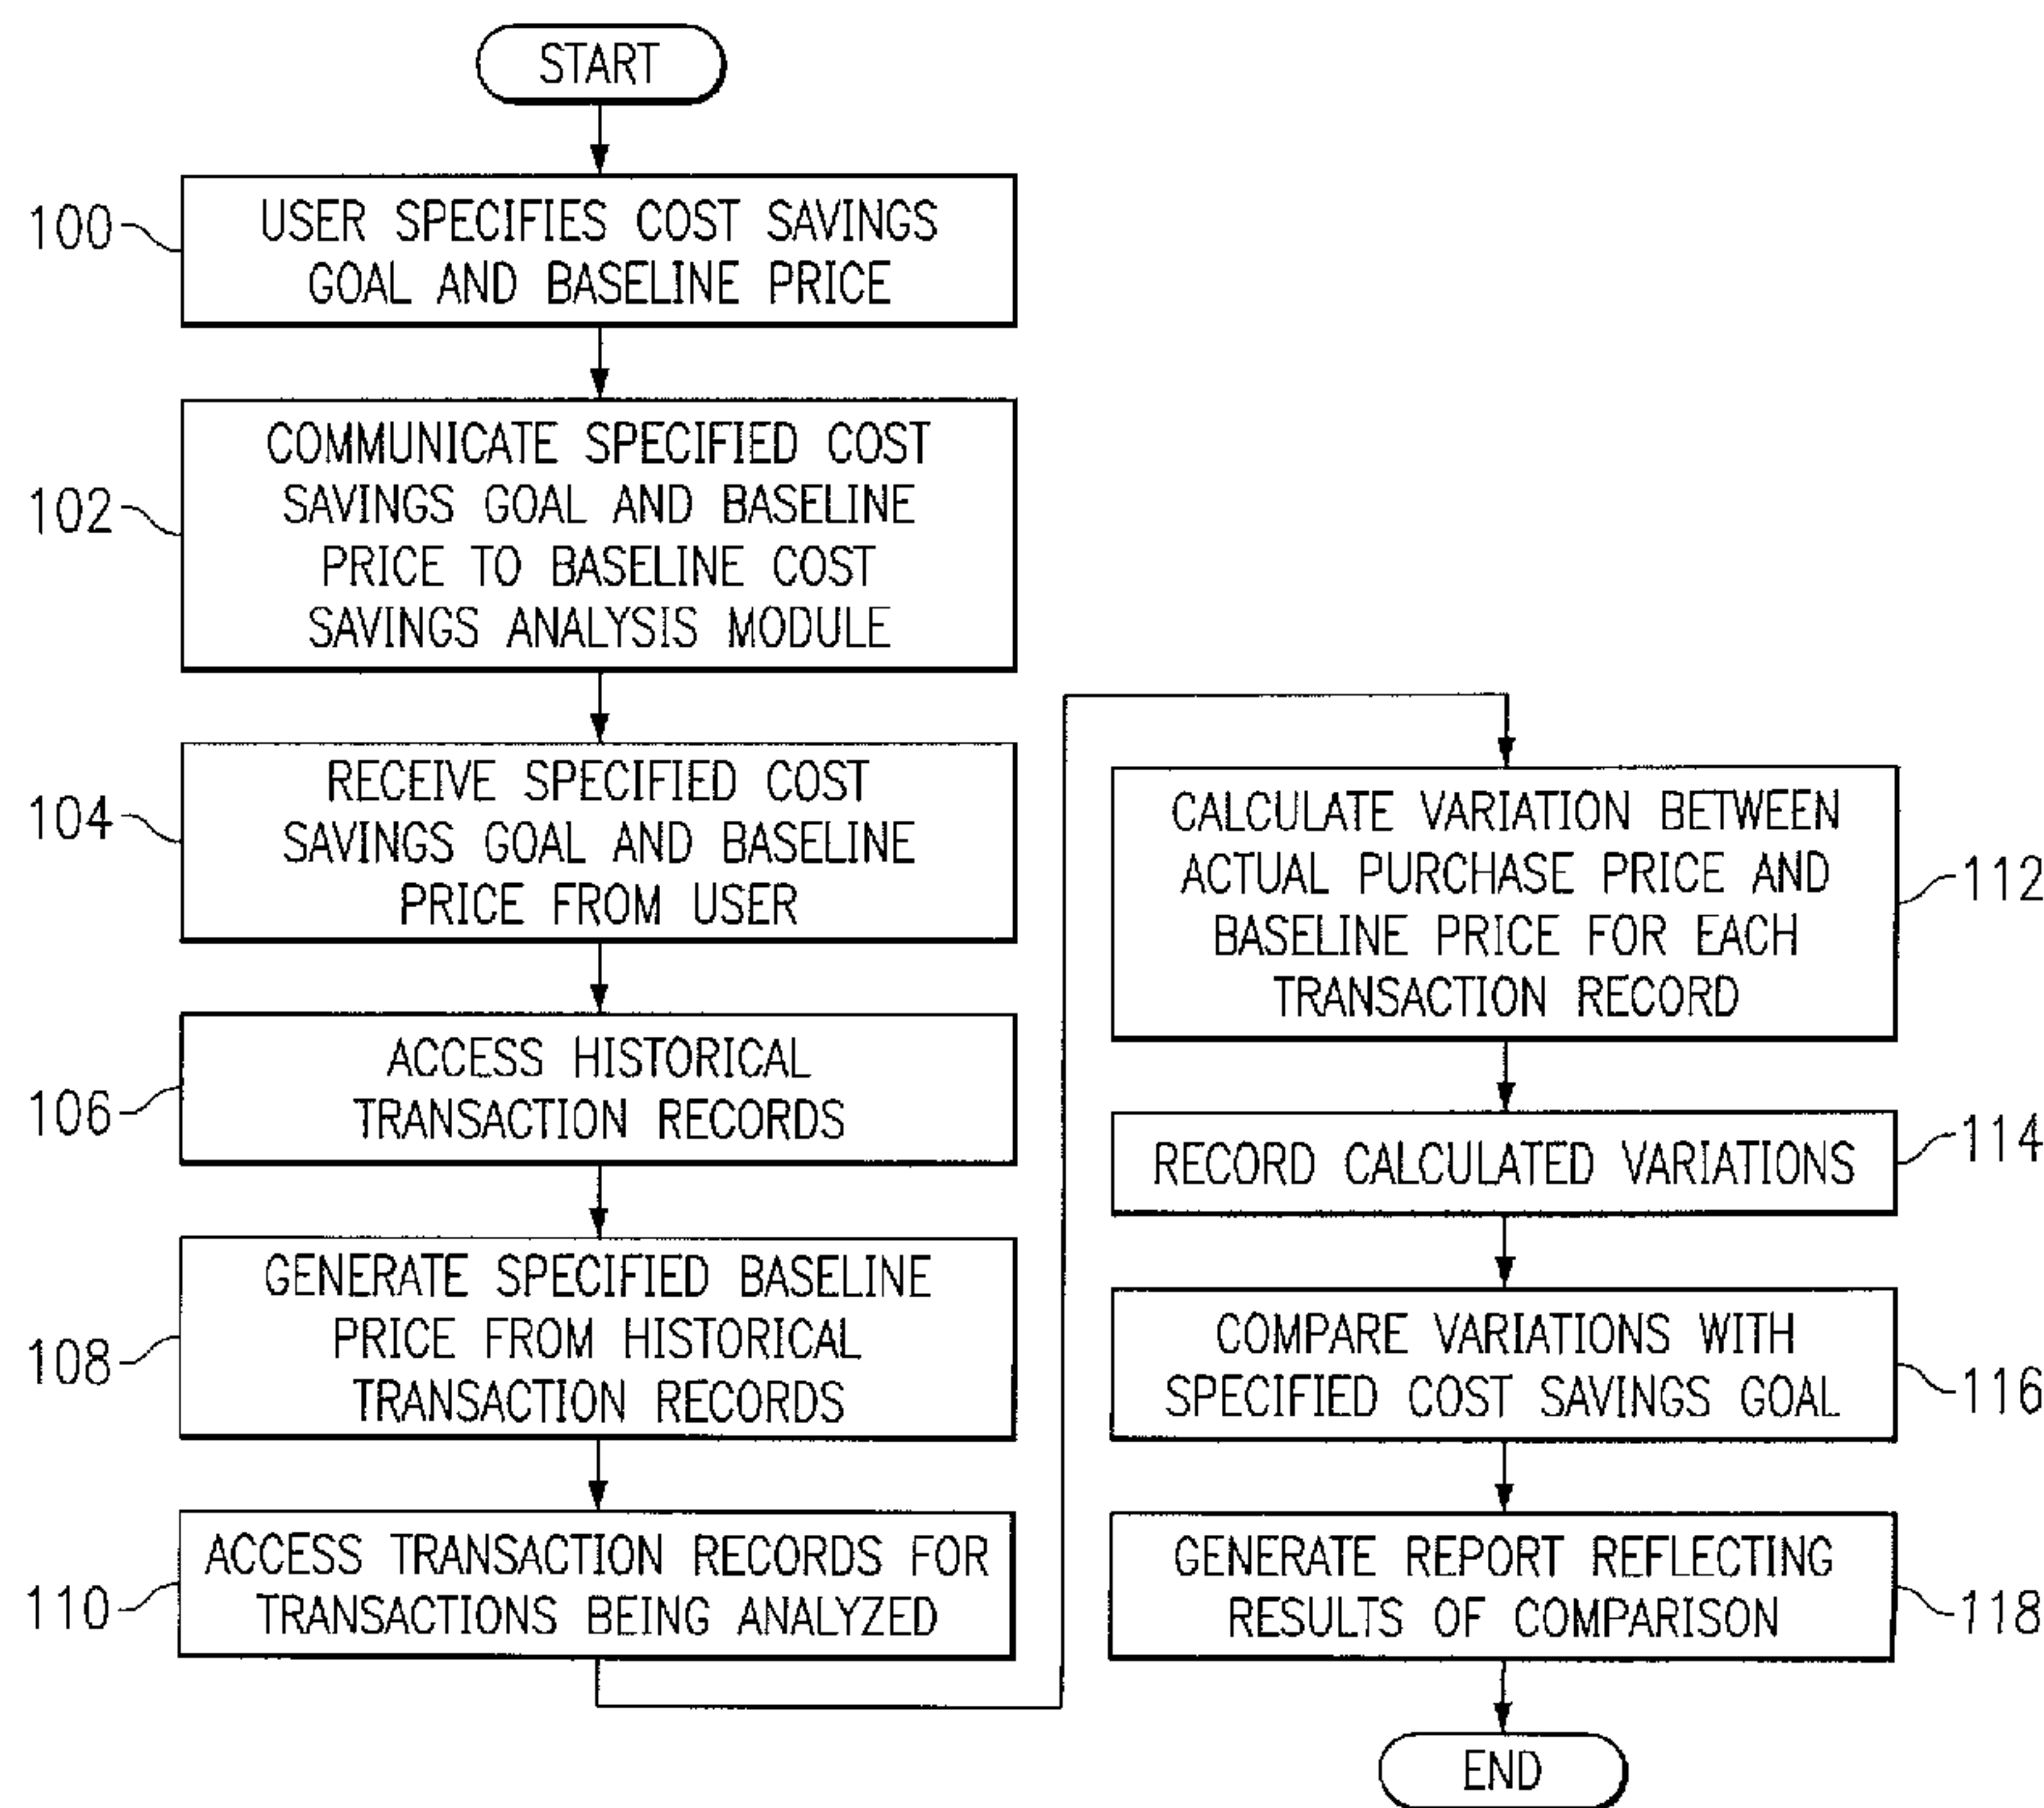 START
100
USER SPECIFIES COST SAVINGS
GOAL AND BASELINE PRICE
102
COMMUNICATE SPECIFIED COST
SAVINGS GOAL AND BASELINE
PRICE TO BASELINE COST
SAVINGS ANALYSIS MODULE
104
RECEIVE SPECIFIED COST
SAVINGS GOAL AND BASELINE
PRICE FROM USER
106
ACCESS HISTORICAL
TRANSACTION RECORDS
108
GENERATE SPECIFIED BASELINE
PRICE FROM HISTORICAL
TRANSACTION RECORDS
110
ACCESS TRANSACTION RECORDS FOR
TRANSACTIONS BEING ANALYZED
CALCULATE VARIATION BETWEEN
ACTUAL PURCHASE PRICE AND
BASELINE PRICE FOR EACH
TRANSACTION RECORD
112
RECORD CALCULATED VARIATIONS
114
COMPARE VARIATIONS WITH
SPECIFIED COST SAVINGS GOAL
116
GENERATE REPORT REFLECTING
RESULTS OF COMPARISON
118
END